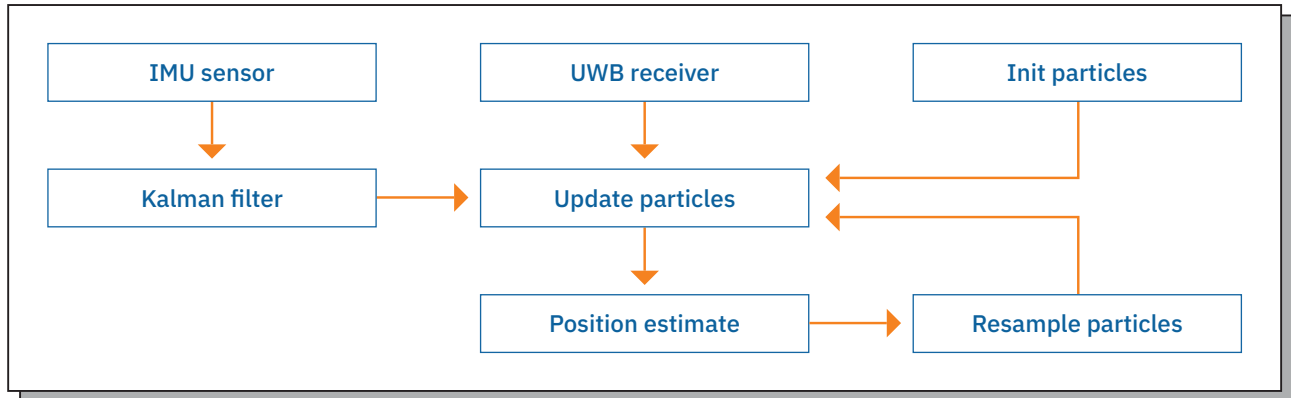 IMU sensor
UWB receiver
Init particles
Kalman filter
Update particles
Position estimate
Resample particles